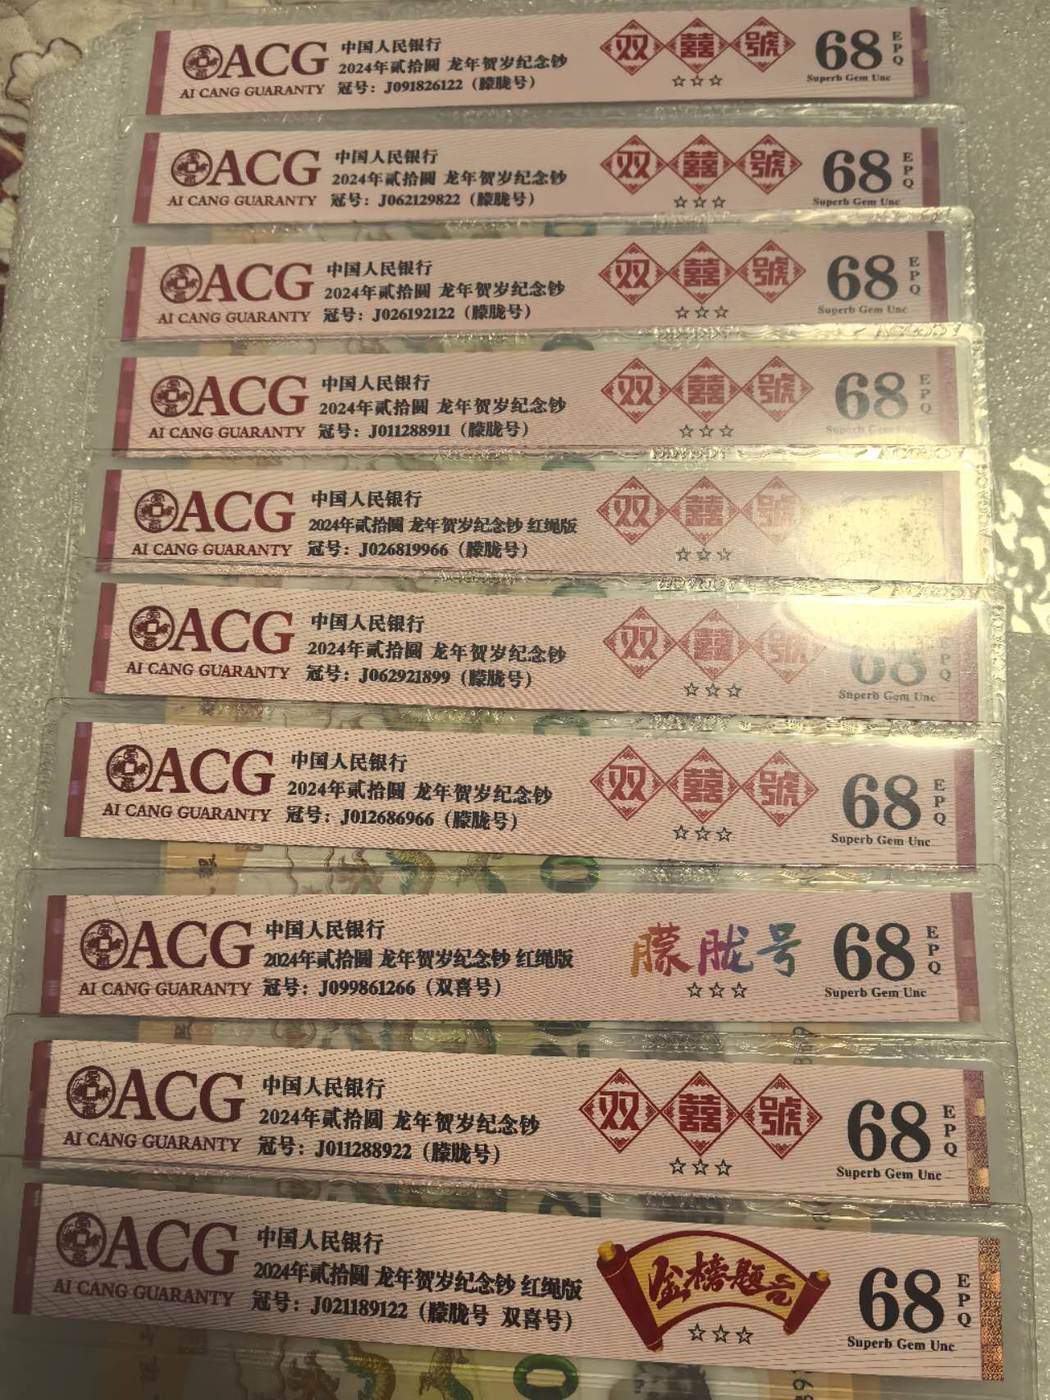 ACG
AI CANG GUARANTY
中国人民银行
2024年贰拾圆 龙年贺岁纪念钞
冠号：J091826122（朦胧号）
双囍號
☆☆☆
68
EPQ
Superb Gem Unc
ACG
AI CANG GUARANTY
中国人民银行
2024年贰拾圆 龙年贺岁纪念钞
冠号：J062129822（朦胧号）
双囍號
☆☆☆
68
EPQ
Superb Gem Unc
ACG
AI CANG GUARANTY
中国人民银行
2024年贰拾圆 龙年贺岁纪念钞
冠号：J026192122（朦胧号）
双囍號
☆☆☆
68
EPQ
Superb Gem Unc
ACG
AI CANG GUARANTY
中国人民银行
2024年贰拾圆 龙年贺岁纪念钞
冠号：J011288911（朦胧号）
双囍號
☆☆☆
68
EPQ
Superb Gem Unc
ACG
AI CANG GUARANTY
中国人民银行
2024年贰拾圆 龙年贺岁纪念钞 红绳版
冠号：J026819966（朦胧号）
双囍號
☆☆☆
ACG
AI CANG GUARANTY
中国人民银行
2024年贰拾圆 龙年贺岁纪念钞
冠号：J062921899（朦胧号）
双囍號
☆☆☆
68
EPQ
Superb Gem Unc
ACG
AI CANG GUARANTY
中国人民银行
2024年贰拾圆 龙年贺岁纪念钞
冠号：J012686966（朦胧号）
双囍號
☆☆☆
68
EPQ
Superb Gem Unc
ACG
AI CANG GUARANTY
中国人民银行
2024年贰拾圆 龙年贺岁纪念钞 红绳版
冠号：J099861266（双喜号）
朦胧号
☆☆☆
68
EPQ
Superb Gem Unc
ACG
AI CANG GUARANTY
中国人民银行
2024年贰拾圆 龙年贺岁纪念钞
冠号：J011288922（朦胧号）
双囍號
☆☆☆
68
EPQ
Superb Gem Unc
ACG
AI CANG GUARANTY
中国人民银行
2024年贰拾圆 龙年贺岁纪念钞 红绳版
冠号：J021189122（朦胧号 双喜号）
金榜题元
☆☆☆
68
EPQ
Superb Gem Unc